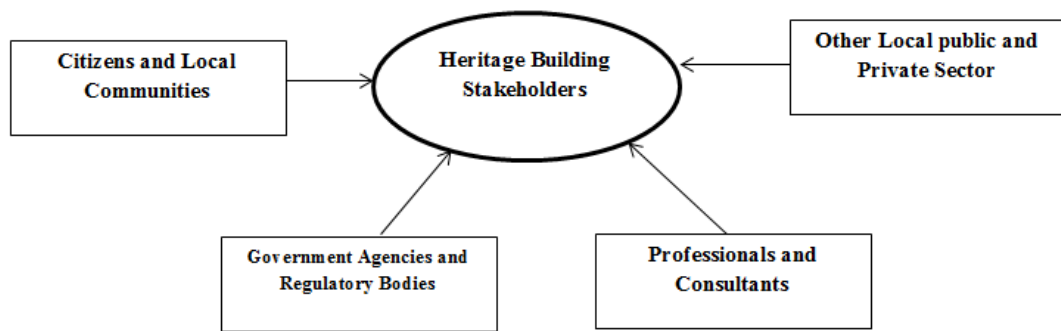 Citizens and Local
Communities
Heritage Building
Stakeholders
Other Local public and
Private Sector
Government Agencies and
Regulatory Bodies
Professionals and
Consultants